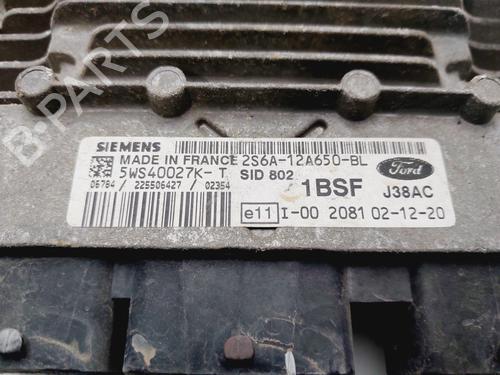 B-PARTS
SIEMENS
MADE IN FRANCE 2S6A-12A650-BL
5WS40027K-T SID 802
Ford
06784 / 225506427 / 02354
1BSF J38AC
e11 I-00 2081 02-12-20